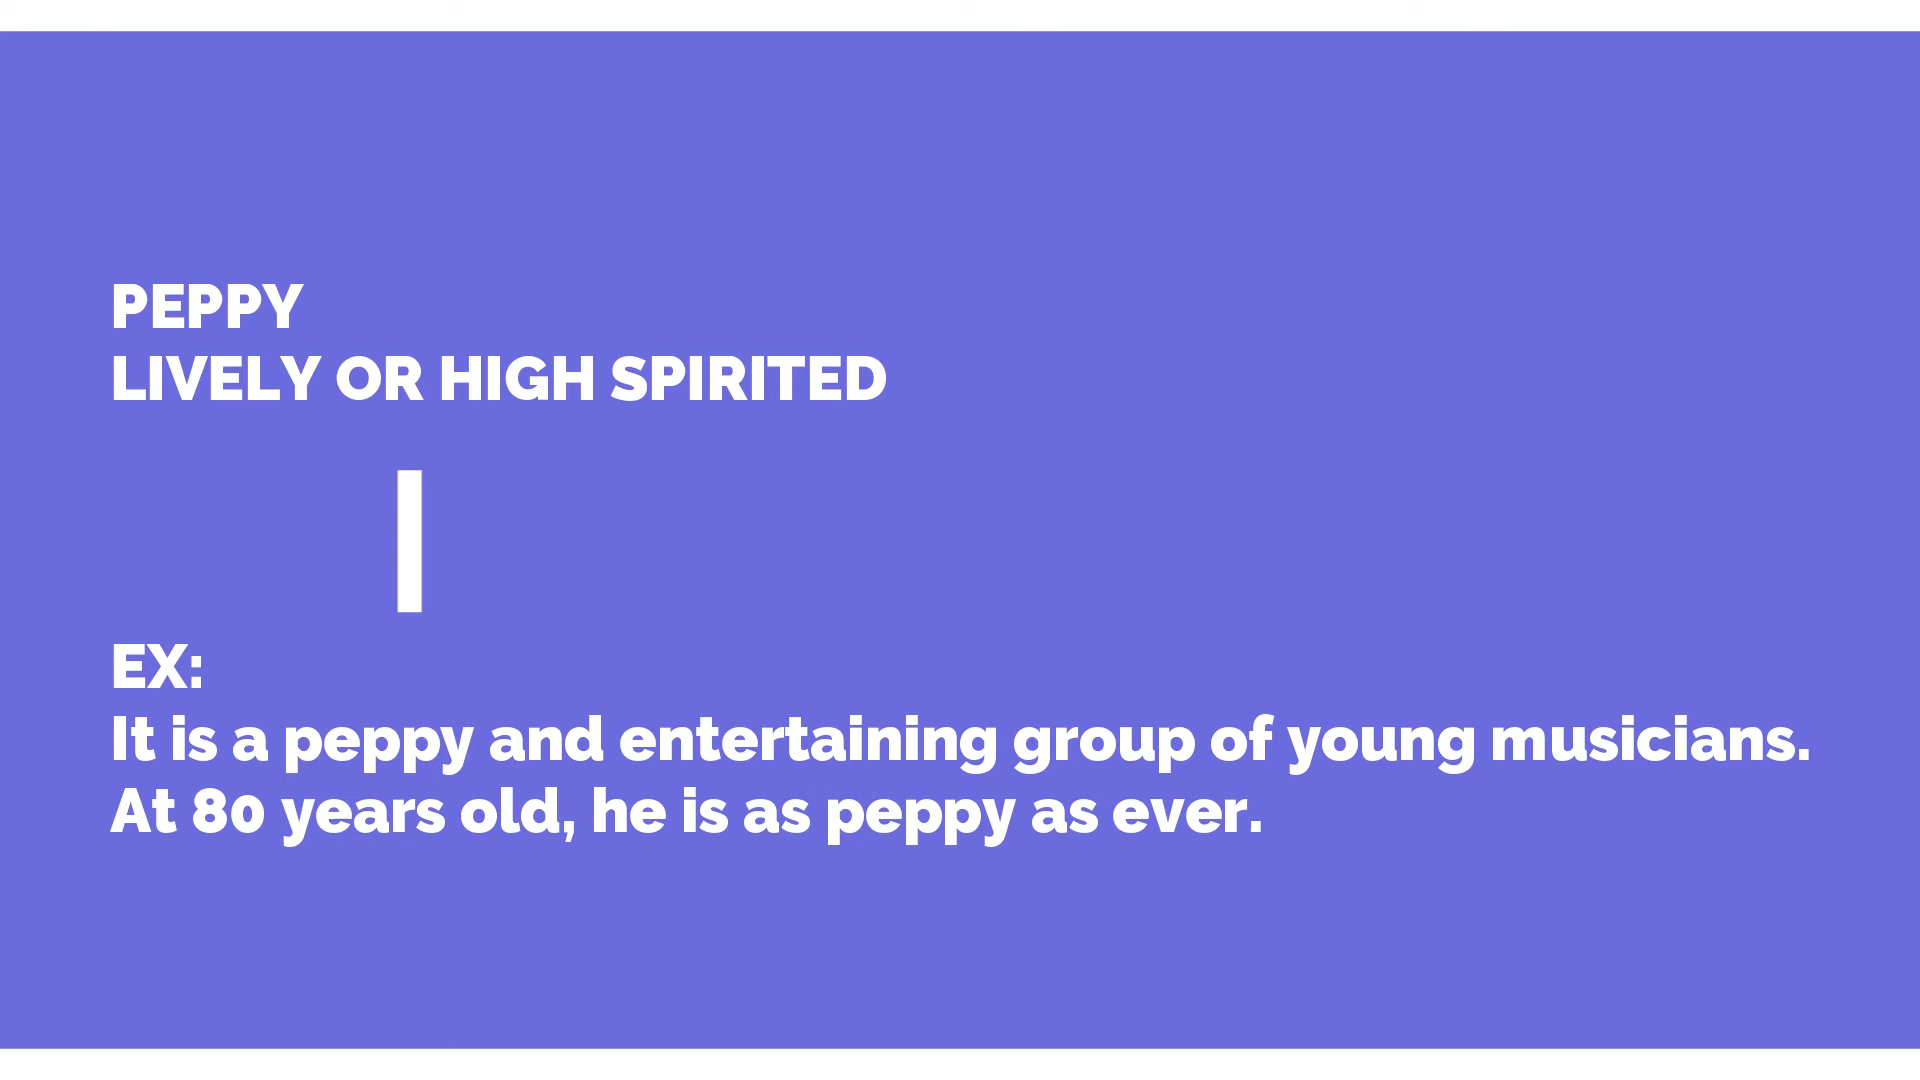 PEPPY
LIVELY OR HIGH SPIRITED
EX:
It is a peppy and entertaining group of young musicians.
At 80 years old, he is as peppy as ever.